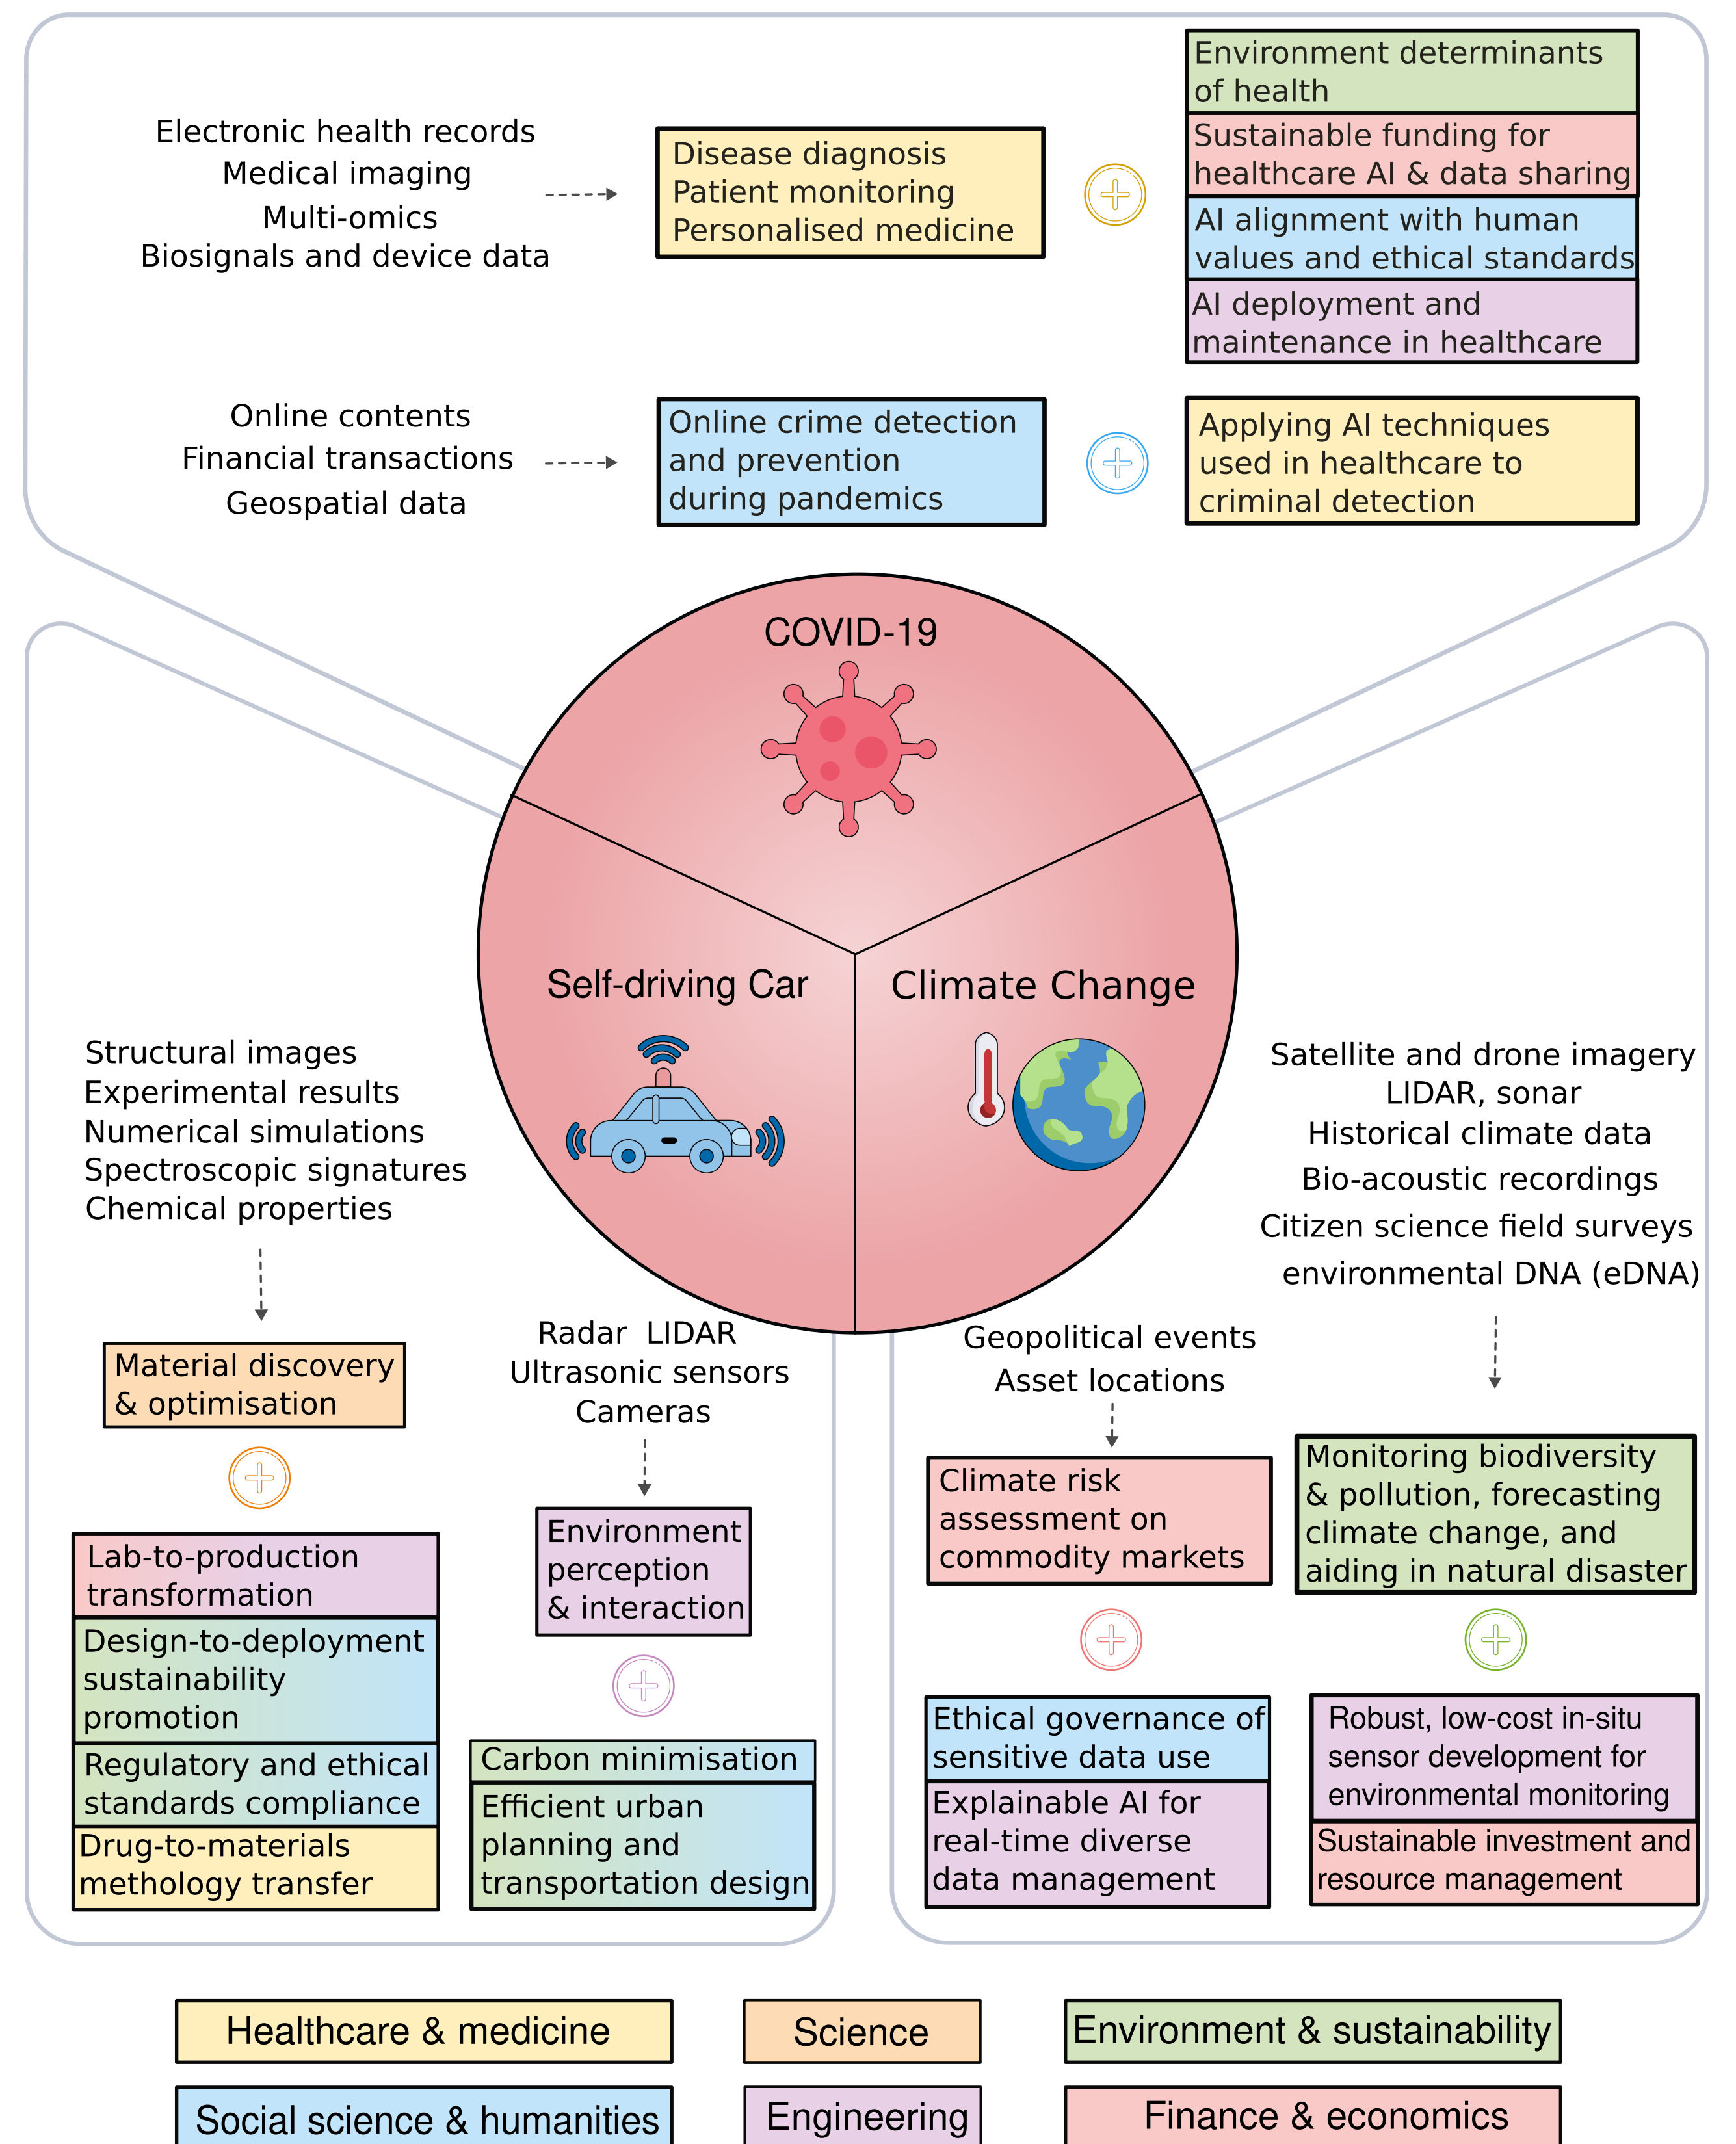 Electronic health records
Medical imaging
Multi-omics
Biosignals and device data
Disease diagnosis
Patient monitoring
Personalised medicine
Environment determinants
of health
Sustainable funding for
healthcare AI & data sharing
AI alignment with human
values and ethical standards
AI deployment and
maintenance in healthcare
Online contents
Financial transactions
Geospatial data
Online crime detection
and prevention
during pandemics
Applying AI techniques
used in healthcare to
criminal detection
COVID-19
Self-driving Car
Climate Change
Structural images
Experimental results
Numerical simulations
Spectroscopic signatures
Chemical properties
Material discovery
& optimisation
Lab-to-production
transformation
Design-to-deployment
sustainability
promotion
Regulatory and ethical
standards compliance
Drug-to-materials
methology transfer
Radar LIDAR
Ultrasonic sensors
Cameras
Environment
perception
& interaction
Carbon minimisation
Efficient urban
planning and
transportation design
Geopolitical events
Asset locations
Climate risk
assessment on
commodity markets
Ethical governance of
sensitive data use
Explainable AI for
real-time diverse
data management
Satellite and drone imagery
LIDAR, sonar
Historical climate data
Bio-acoustic recordings
Citizen science field surveys
environmental DNA (eDNA)
Monitoring biodiversity
& pollution, forecasting
climate change, and
aiding in natural disaster
Robust, low-cost in-situ
sensor development for
environmental monitoring
Sustainable investment and
resource management
Healthcare & medicine
Science
Environment & sustainability
Social science & humanities
Engineering
Finance & economics